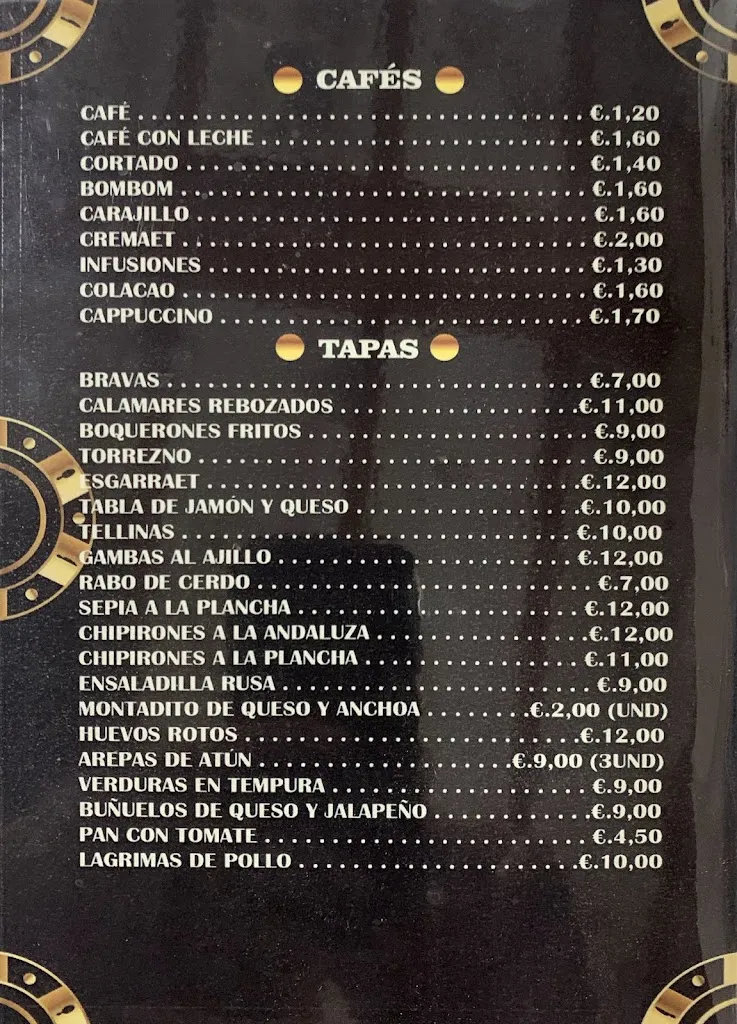 CAFÉS
CAFÉ . . . . . . . . . . . . . . . . . . . . . . . . . . . . . . . . . . . €.1,20
CAFÉ CON LECHE . . . . . . . . . . . . . . . . . . . . . . . . . €.1,60
CORTADO . . . . . . . . . . . . . . . . . . . . . . . . . . . . . . . €.1,40
BOMBOM . . . . . . . . . . . . . . . . . . . . . . . . . . . . . . . €.1,60
CARAJILLO . . . . . . . . . . . . . . . . . . . . . . . . . . . . . . €.1,60
CREMAET . . . . . . . . . . . . . . . . . . . . . . . . . . . . . . . €.2,00
INFUSIONES . . . . . . . . . . . . . . . . . . . . . . . . . . . . . €.1,30
COLACAO . . . . . . . . . . . . . . . . . . . . . . . . . . . . . . . €.1,60
CAPPUCCINO . . . . . . . . . . . . . . . . . . . . . . . . . . . . €.1,70
TAPAS
BRAVAS . . . . . . . . . . . . . . . . . . . . . . . . . . . . . . . . €.7,00
CALAMARES REBOZADOS . . . . . . . . . . . . . . . . . . .€.11,00
BOQUERONES FRITOS . . . . . . . . . . . . . . . . . . . . . . €.9,00
TORREZNO . . . . . . . . . . . . . . . . . . . . . . . . . . . . . . €.9,00
ESGARRAET . . . . . . . . . . . . . . . . . . . . . . . . . . . . .€.12,00
TABLA DE JAMÓN Y QUESO . . . . . . . . . . . . . . . . . .€.10,00
TELLINAS . . . . . . . . . . . . . . . . . . . . . . . . . . . . . . €.10,00
GAMBAS AL AJILLO . . . . . . . . . . . . . . . . . . . . . . . €.12,00
RABO DE CERDO . . . . . . . . . . . . . . . . . . . . . . . . . €.7,00
SEPIA A LA PLANCHA . . . . . . . . . . . . . . . . . . . . . . €.12,00
CHIPIRONES A LA ANDALUZA . . . . . . . . . . . . . . . . .€.12,00
CHIPIRONES A LA PLANCHA . . . . . . . . . . . . . . . . . €.11,00
ENSALADILLA RUSA . . . . . . . . . . . . . . . . . . . . . . . €.9,00
MONTADITO DE QUESO Y ANCHOA . . . . . . . .€.2,00 (UND)
HUEVOS ROTOS . . . . . . . . . . . . . . . . . . . . . . . . . .€.12,00
AREPAS DE ATÚN . . . . . . . . . . . . . . . . . . . .€.9,00 (3UND)
VERDURAS EN TEMPURA . . . . . . . . . . . . . . . . . . . . €.9,00
BUÑUELOS DE QUESO Y JALAPEÑO . . . . . . . . . . . . .€.9,00
PAN CON TOMATE . . . . . . . . . . . . . . . . . . . . . . . . . €.4,50
LAGRIMAS DE POLLO . . . . . . . . . . . . . . . . . . . . . .€.10,00